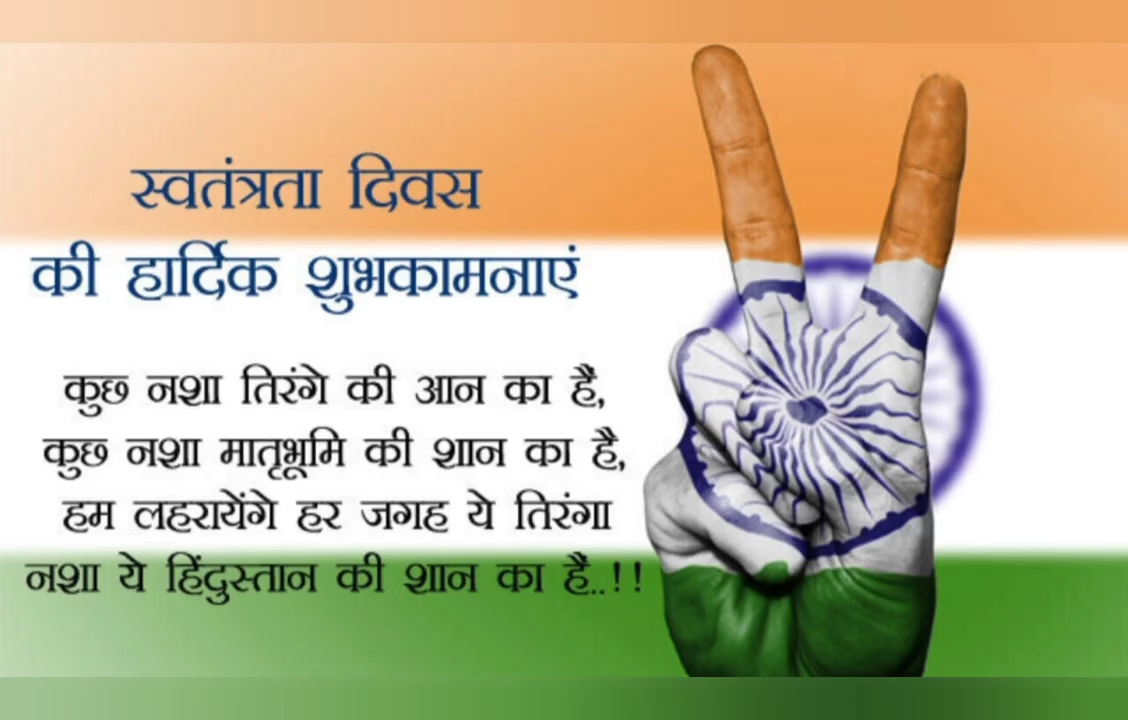 स्वतंत्रता दिवस
की हार्दिक शुभकामनाएं
कुछ नशा तिरंगे की आन का हैं,
कुछ नशा मातृभूमि की शान का है,
हम लहरायेंगे हर जगह ये तिरंगा
नशा ये हिंदुस्तान की शान का हैं..!!